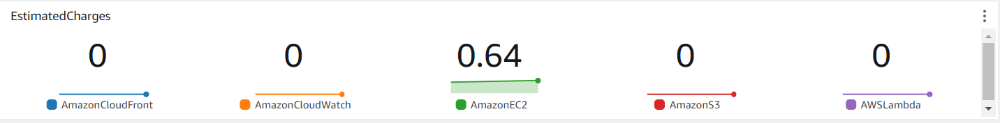 EstimatedCharges
0 0 0.64 0 0
AmazonCloudFront AmazonCloudWatch AmazonEC2 AmazonS3 AWSLambda